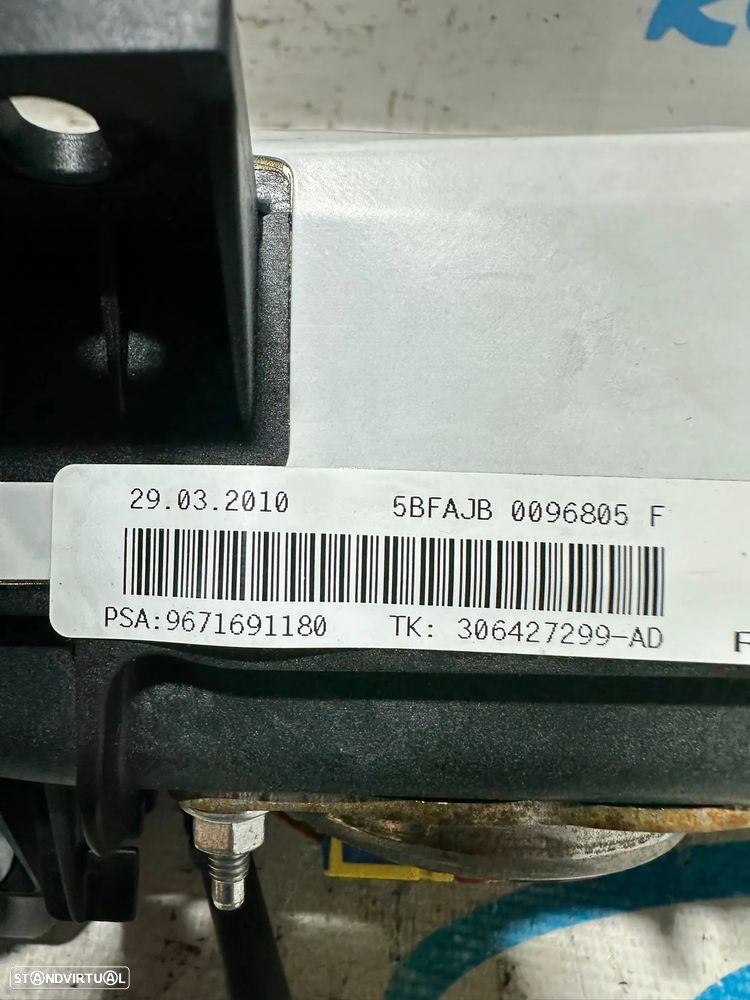 29.03.2010 5BFAJB 0096805 F
PSA:9671691180 TK: 306427299-AD
STANDVIRTUAL